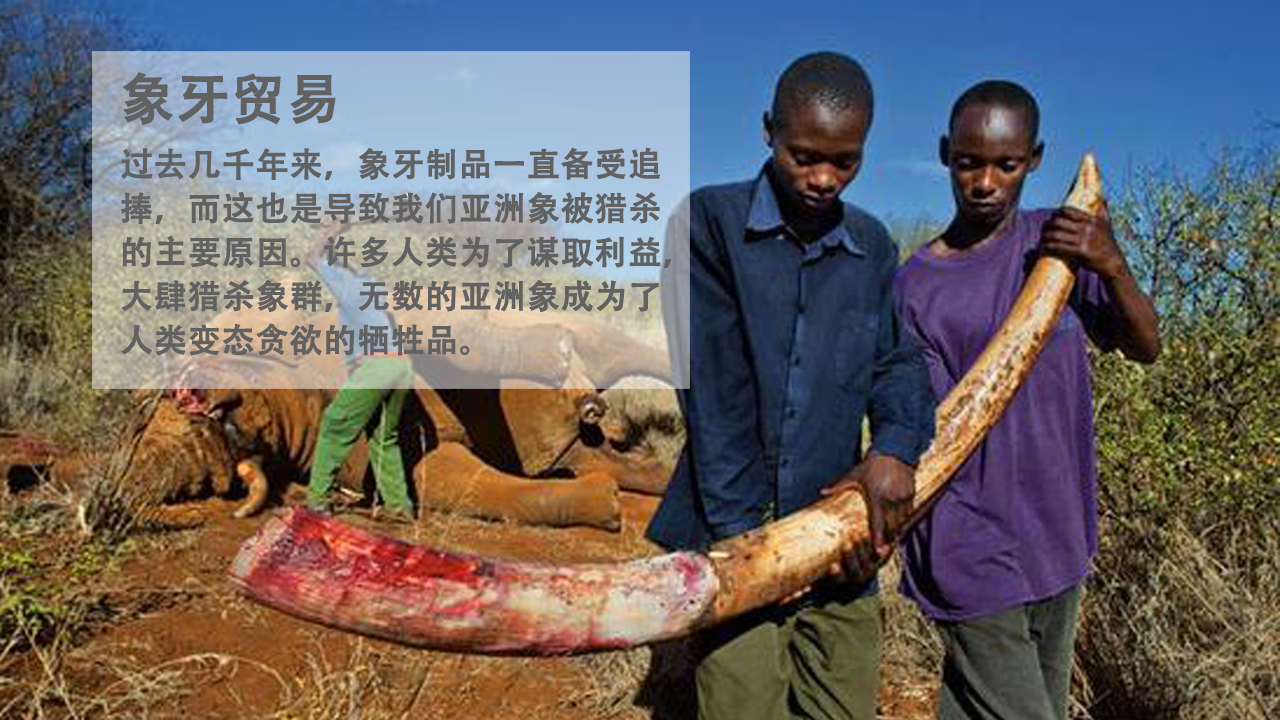 象牙贸易
过去几千年来，象牙制品一直备受追
捧，而这也是导致我们亚洲象被猎杀
的主要原因。许多人类为了谋取利益，
大肆猎杀象群，无数的亚洲象成为了
人类变态贪欲的牺牲品。